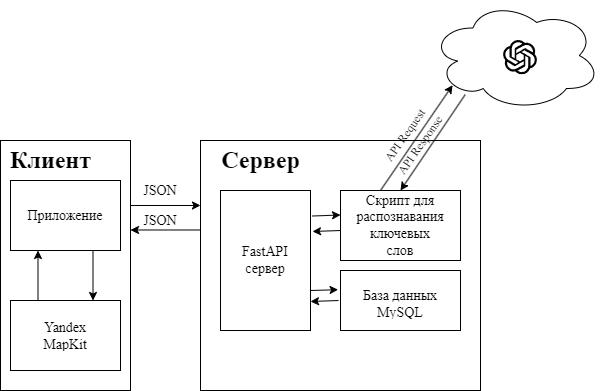 API Request
API Response
Клиент
Сервер
Приложение
JSON
JSON
Скрипт для
распознавания
ключевых
слов
FastAPI
сервер
База данных
MySQL
Yandex
MapKit